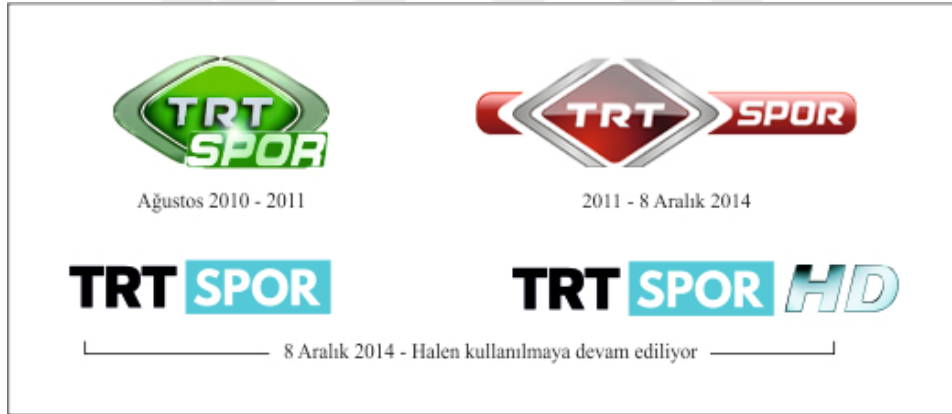 TRT
SPOR
TRT SPOR
Ağustos 2010 - 2011
2011 - 8 Aralık 2014
TRT SPOR
TRT SPOR HD
8 Aralık 2014 - Halen kullanılmaya devam ediliyor